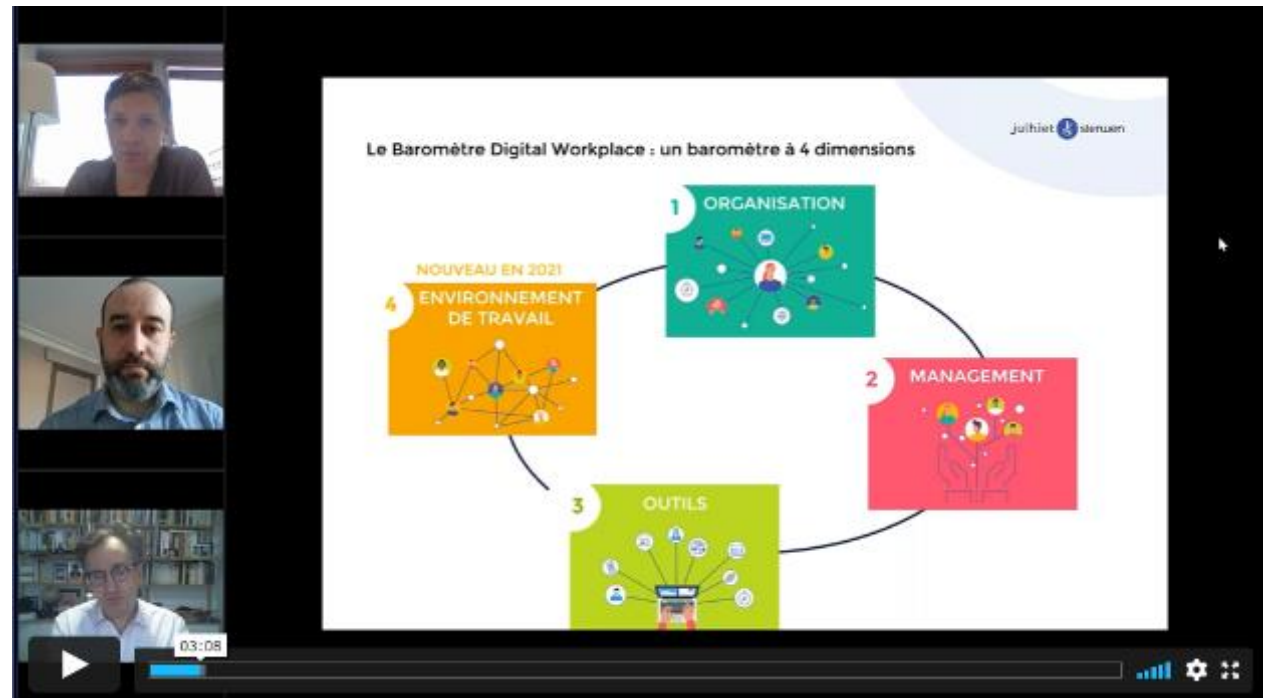 julhiet sterwen
Le Baromètre Digital Workplace : un baromètre à 4 dimensions
1 ORGANISATION
NOUVEAU EN 2021
4 ENVIRONNEMENT
DE TRAVAIL
2 MANAGEMENT
3 OUTILS
03:08